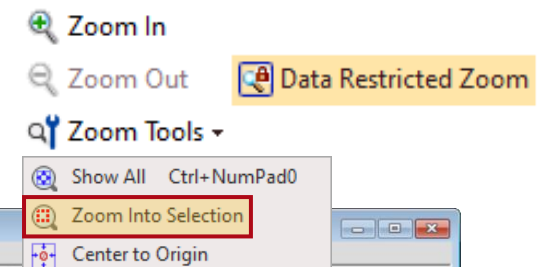 Zoom In
Zoom Out Data Restricted Zoom
Zoom Tools
Show All Ctrl+NumPad0
Zoom Into Selection
Center to Origin